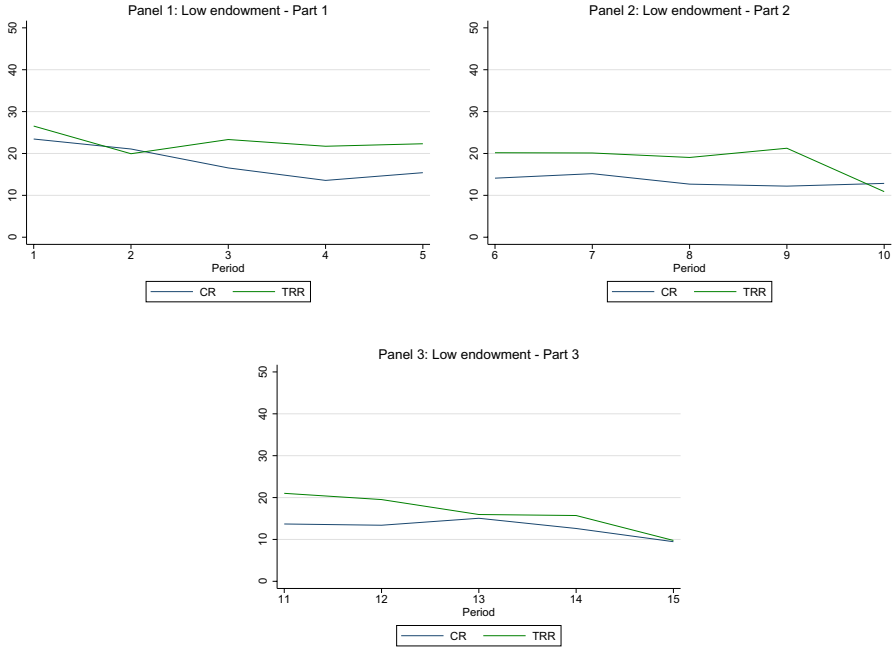 Panel 1: Low endowment - Part 1
50
40
30
20
10
0
1 2 3 4 5
Period
CR TRR
Panel 2: Low endowment - Part 2
50
40
30
20
10
0
6 7 8 9 10
Period
CR TRR
Panel 3: Low endowment - Part 3
50
40
30
20
10
0
11 12 13 14 15
Period
CR TRR